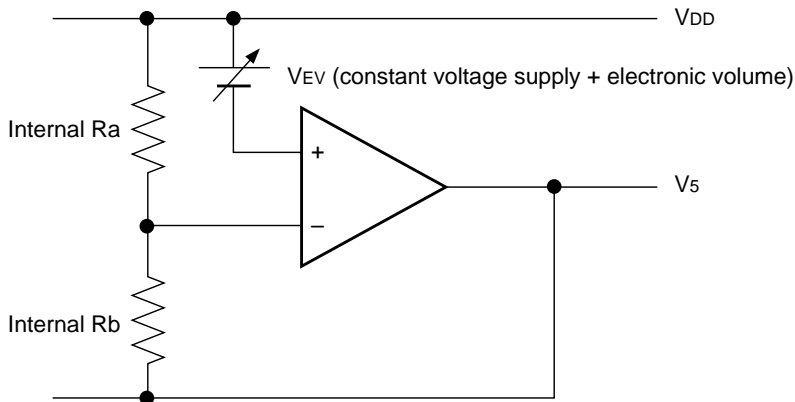 VDD
VEV (constant voltage supply + electronic volume)
Internal Ra
+
V5
−
Internal Rb